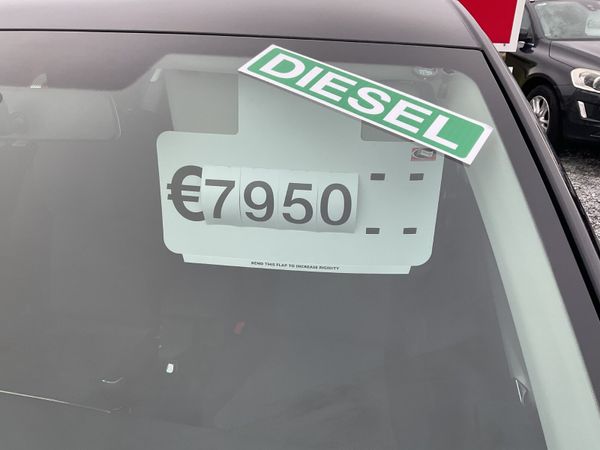 DIESEL
€7950
BEND THIS FLAP TO INCREASE RIGIDITY